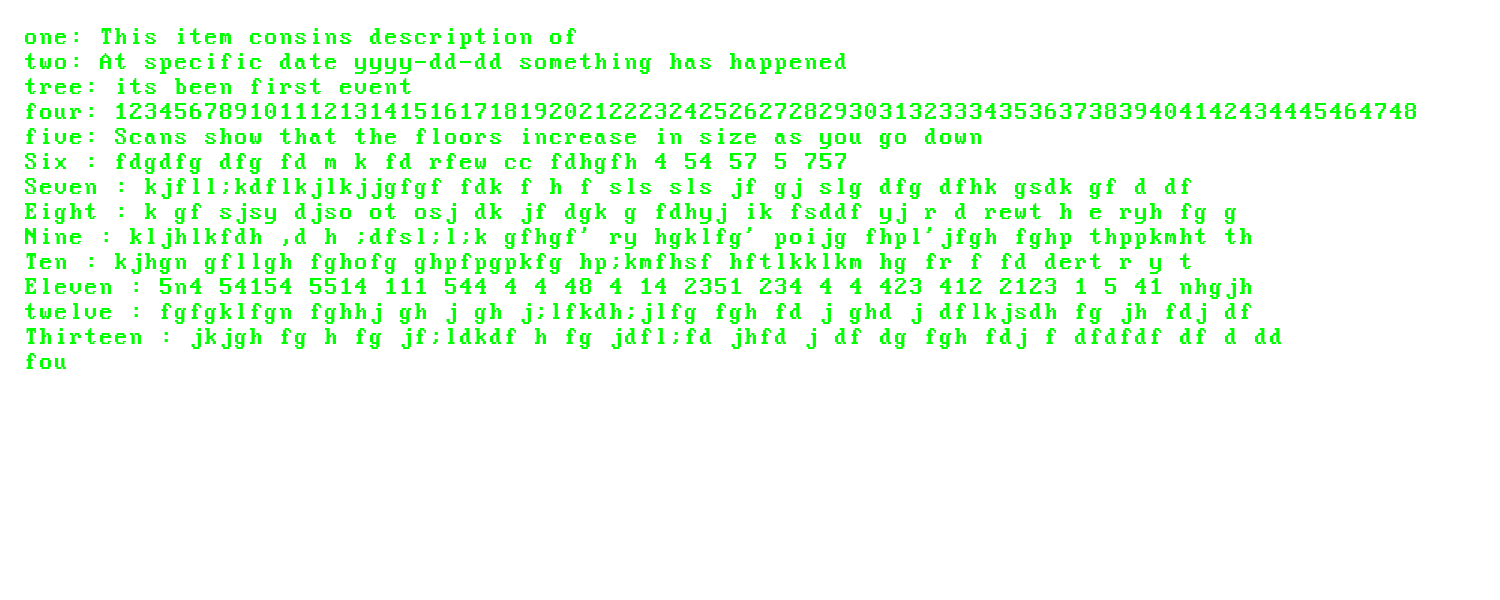 one: This item consins description of
two: At specific date yyyy-dd-dd something has happened
tree: its been first event
four: 123456789101112131415161718192021222324252627282930313233343536373839404142434445464748
five: Scans show that the floors increase in size as you go down
Six : fdgdfg dfg fd m k fd rfew cc fdhgfh 4 54 57 5 757
Seven : kjfll;kdflkjlkjjgfgf fdk f h f sls sls jf gj slg dfg dfhk gsdk gf d df
Eight : k gf sjsy djso ot osj dk jf dgk g fdhyj ik fsddf yj r d rewt h e ryh fg g
Nine : kljhlkfdh ,d h ;dfsl;l;k gfhgf' ry hgklfg' poijg fhpl'jfgh fghp thppkmht th
Ten : kjhgn gfllgh fghofg ghpfpgpkfg hp;kmfhsf hftlkklkm hg fr f fd dert r y t
Eleven : 5n4 54154 5514 111 544 4 4 48 4 14 2351 234 4 4 423 412 2123 1 5 41 nhgjh
twelve : fgfgklfgn fghhj gh j gh j;lfkdh;jlfg fgh fd j ghd j dflkjsdh fg jh fdj df
Thirteen : jkjgh fg h fg jf;ldkdf h fg jdfl;fd jhfd j df dg fgh fdj f dfdfdf df d dd
fou